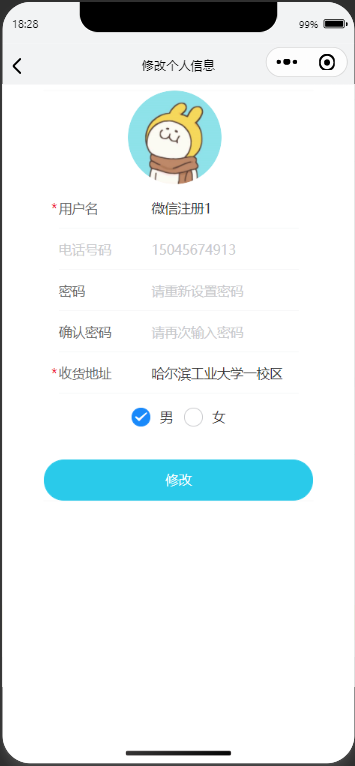 18:28
99%
修改个人信息
*用户名 微信注册1
电话号码 15045674913
密码 请重新设置密码
确认密码 请再次输入密码
*收货地址 哈尔滨工业大学一校区
男 女
修改